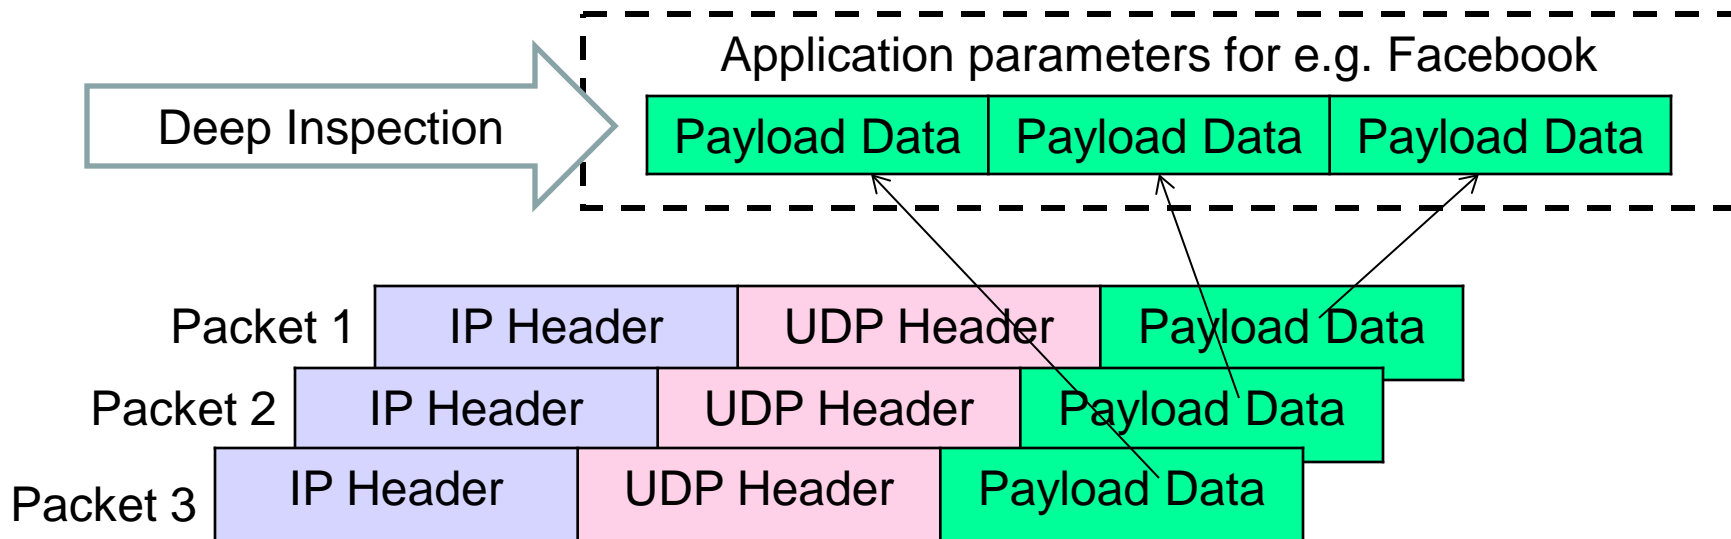 Application parameters for e.g. Facebook
Deep Inspection
Payload Data Payload Data Payload Data
Packet 1 IP Header UDP Header Payload Data
Packet 2 IP Header UDP Header Payload Data
Packet 3 IP Header UDP Header Payload Data